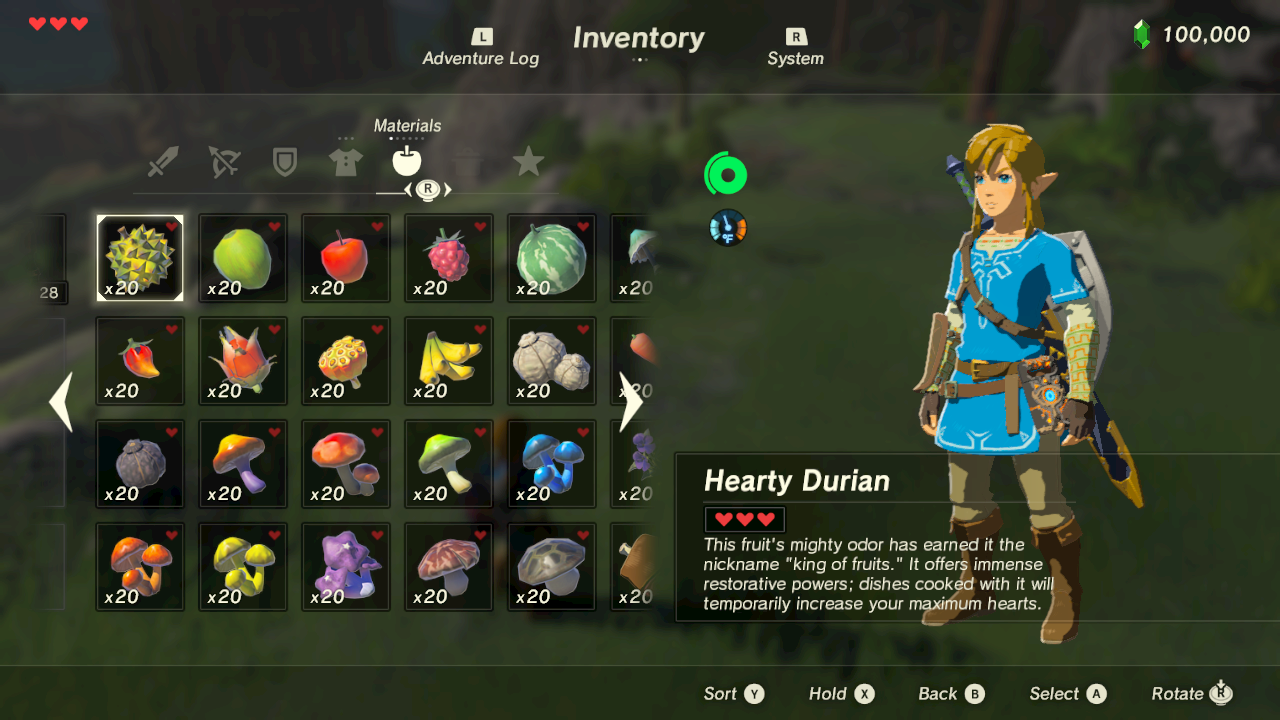 L
Inventory
R
100,000
Adventure Log
System
Materials
R
°F
28
x20 x20 x20 x20 x20 x20
x20 x20 x20 x20 x20 x20
x20 x20 x20 x20 x20 x20
x20 x20 x20 x20 x20 x20
Hearty Durian
This fruit's mighty odor has earned it the
nickname "king of fruits." It offers immense
restorative powers; dishes cooked with it will
temporarily increase your maximum hearts.
Sort Y Hold X Back B Select A Rotate R